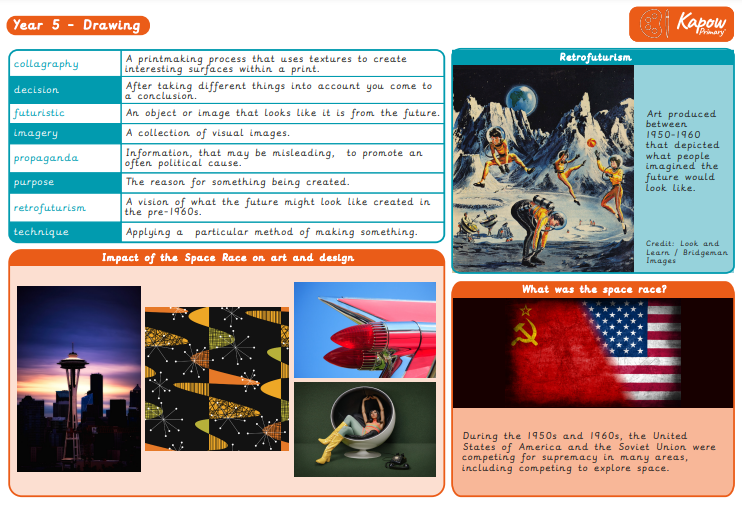 Year 5 - Drawing
Kapow
Primary
collagraphy
A printmaking process that uses textures to create
interesting surfaces within a print.
decision
After taking different things into account you come to
a conclusion.
futuristic
An object or image that looks like it is from the future.
imagery
A collection of visual images.
propaganda
Information, that may be misleading, to promote an
often political cause.
purpose
The reason for something being created.
retrofuturism
A vision of what the future might look like created in
the pre-1960s.
technique
Applying a particular method of making something.
Retrofuturism
Art produced
between
1950-1960
that depicted
what people
imagined the
future would
look like.
Credit: Look and
Learn / Bridgeman
Images
Impact of the Space Race on art and design
What was the space race?
During the 1950s and 1960s, the United
States of America and the Soviet Union were
competing for supremacy in many areas,
including competing to explore space.